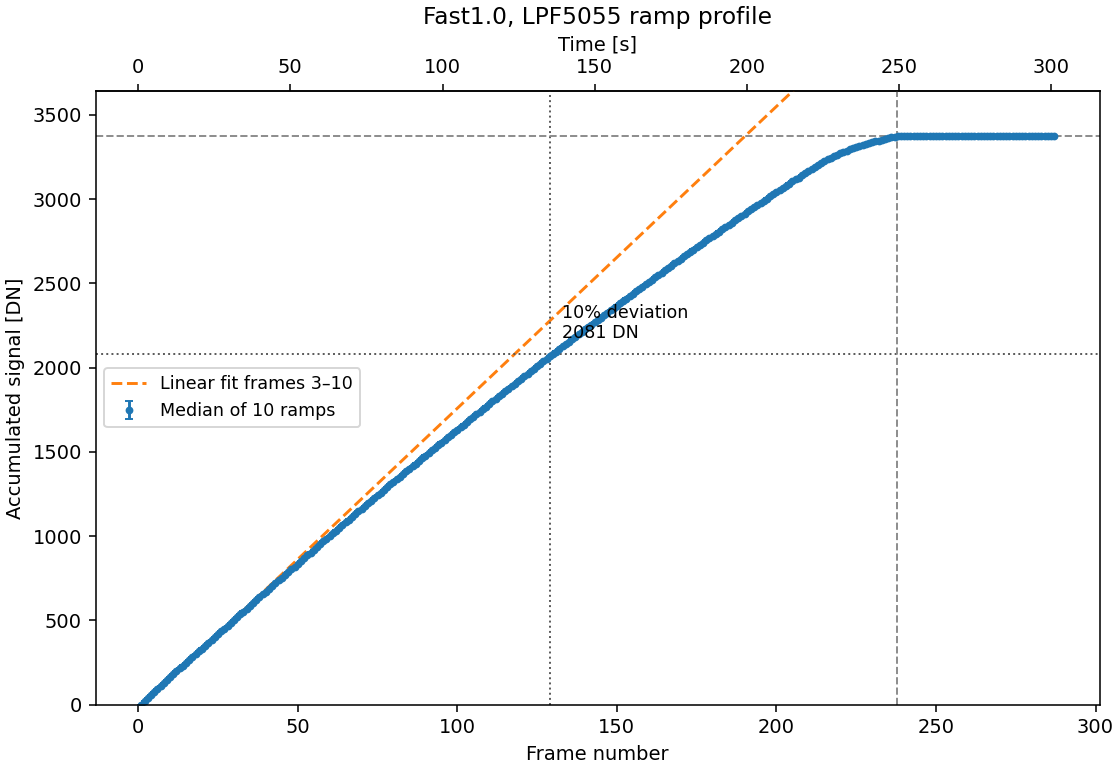 Fast1.0, LPF5055 ramp profile
Time [s]
0 50 100 150 200 250 300
3500
3000
2500
2000
1500
1000
500
0
Accumulated signal [DN]
10% deviation
2081 DN
Linear fit frames 3–10
Median of 10 ramps
0 50 100 150 200 250 300
Frame number